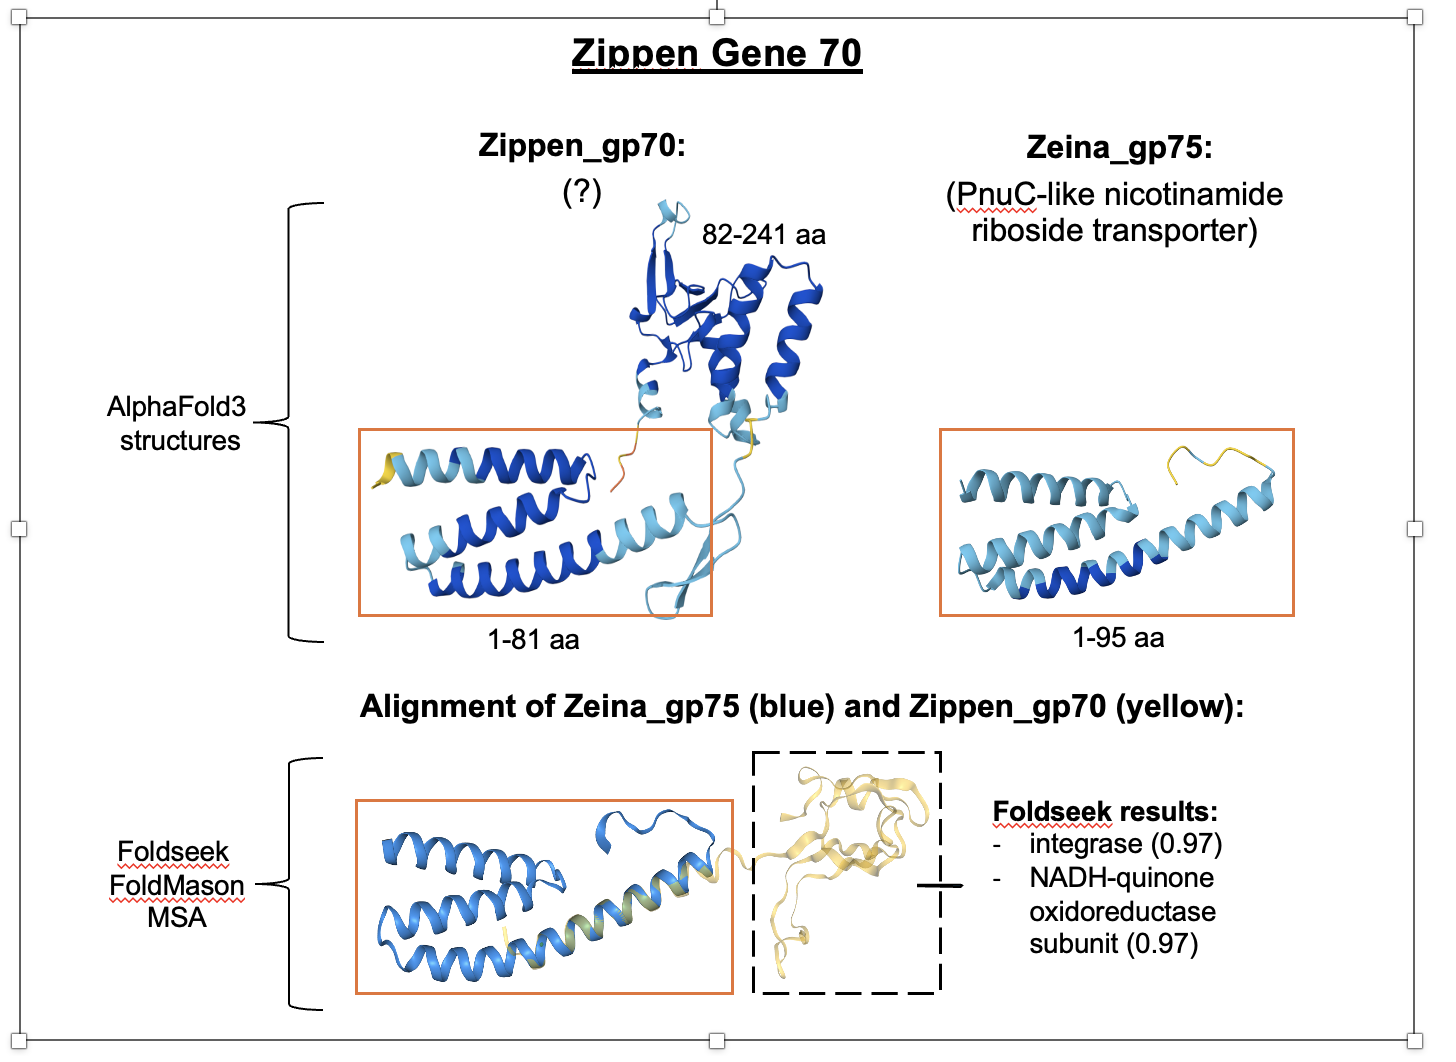 Zippen Gene 70
Zippen_gp70:
(?)
Zeina_gp75:
(PnuC-like nicotinamide
riboside transporter)
82-241 aa
AlphaFold3
structures
1-81 aa
1-95 aa
Alignment of Zeina_gp75 (blue) and Zippen_gp70 (yellow):
Foldseek
FoldMason
MSA
Foldseek results:
- integrase (0.97)
- NADH-quinone
oxidoreductase
subunit (0.97)